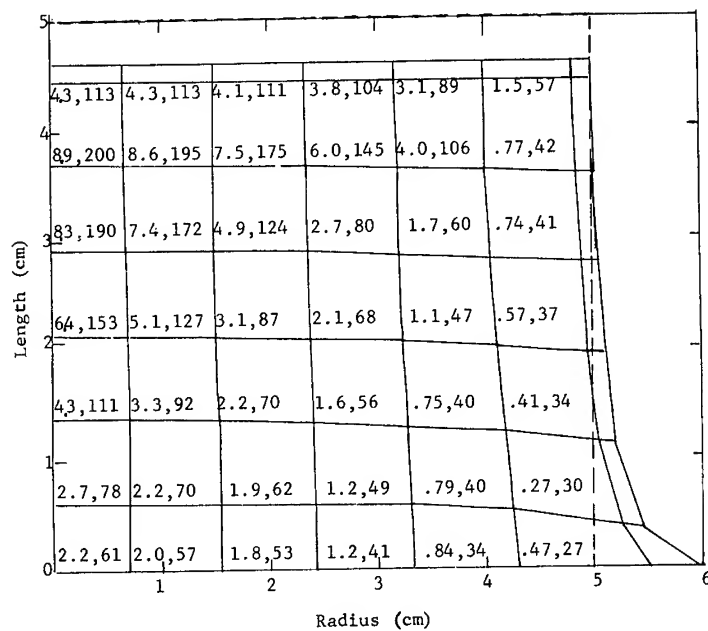 5
43,113 4.3,113 4.1,111 3.8,104 3.1,89 1.5,57
4
89,200 8.6,195 7.5,175 6.0,145 4.0,106 .77,42
83,190 7.4,172 4.9,124 2.7,80 1.7,60 .74,41
3
64,153 5.1,127 3.1,87 2.1,68 1.1,47 .57,37
2
43,111 3.3,92 2.2,70 1.6,56 .75,40 .41,34
1
2.7,78 2.2,70 1.9,62 1.2,49 .79,40 .27,30
2.2,61 2.0,57 1.8,53 1.2,41 .84,34 .47,27
0
1 2 3 4 5 6
Length (cm)
Radius (cm)